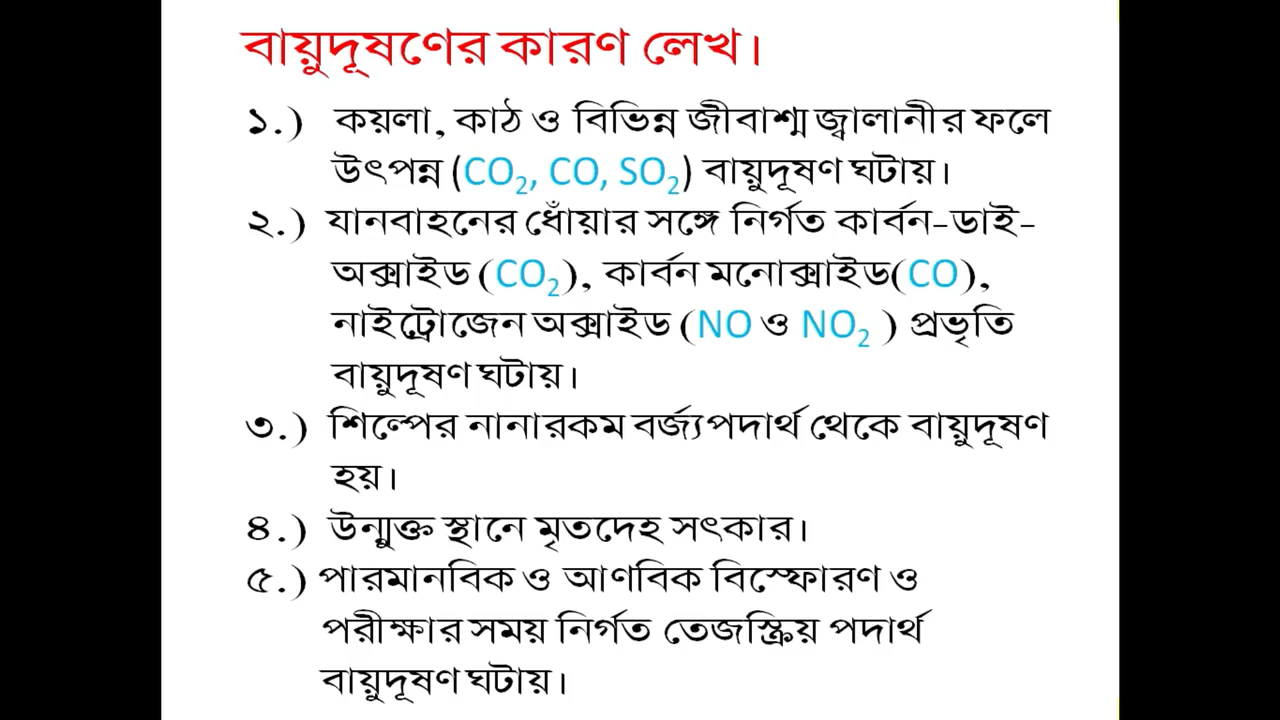 বায়ুদূষণের কারণ লেখ।
১.) কয়লা, কাঠ ও বিভিন্ন জীবাশ্ম জ্বালানীর ফলে
উৎপন্ন (CO₂, CO, SO₂) বায়ুদূষণ ঘটায়।
২.) যানবাহনের ধোঁয়ার সঙ্গে নির্গত কার্বন-ডাই-
অক্সাইড (CO₂), কার্বন মনোক্সাইড(CO),
নাইট্রোজেন অক্সাইড (NO ও NO₂ ) প্রভৃতি
বায়ুদূষণ ঘটায়।
৩.) শিল্পের নানারকম বর্জ্যপদার্থ থেকে বায়ুদূষণ
হয়।
৪.) উন্মুক্ত স্থানে মৃতদেহ সৎকার।
৫.) পারমানবিক ও আণবিক বিস্ফোরণ ও
পরীক্ষার সময় নির্গত তেজস্ক্রিয় পদার্থ
বায়ুদূষণ ঘটায়।